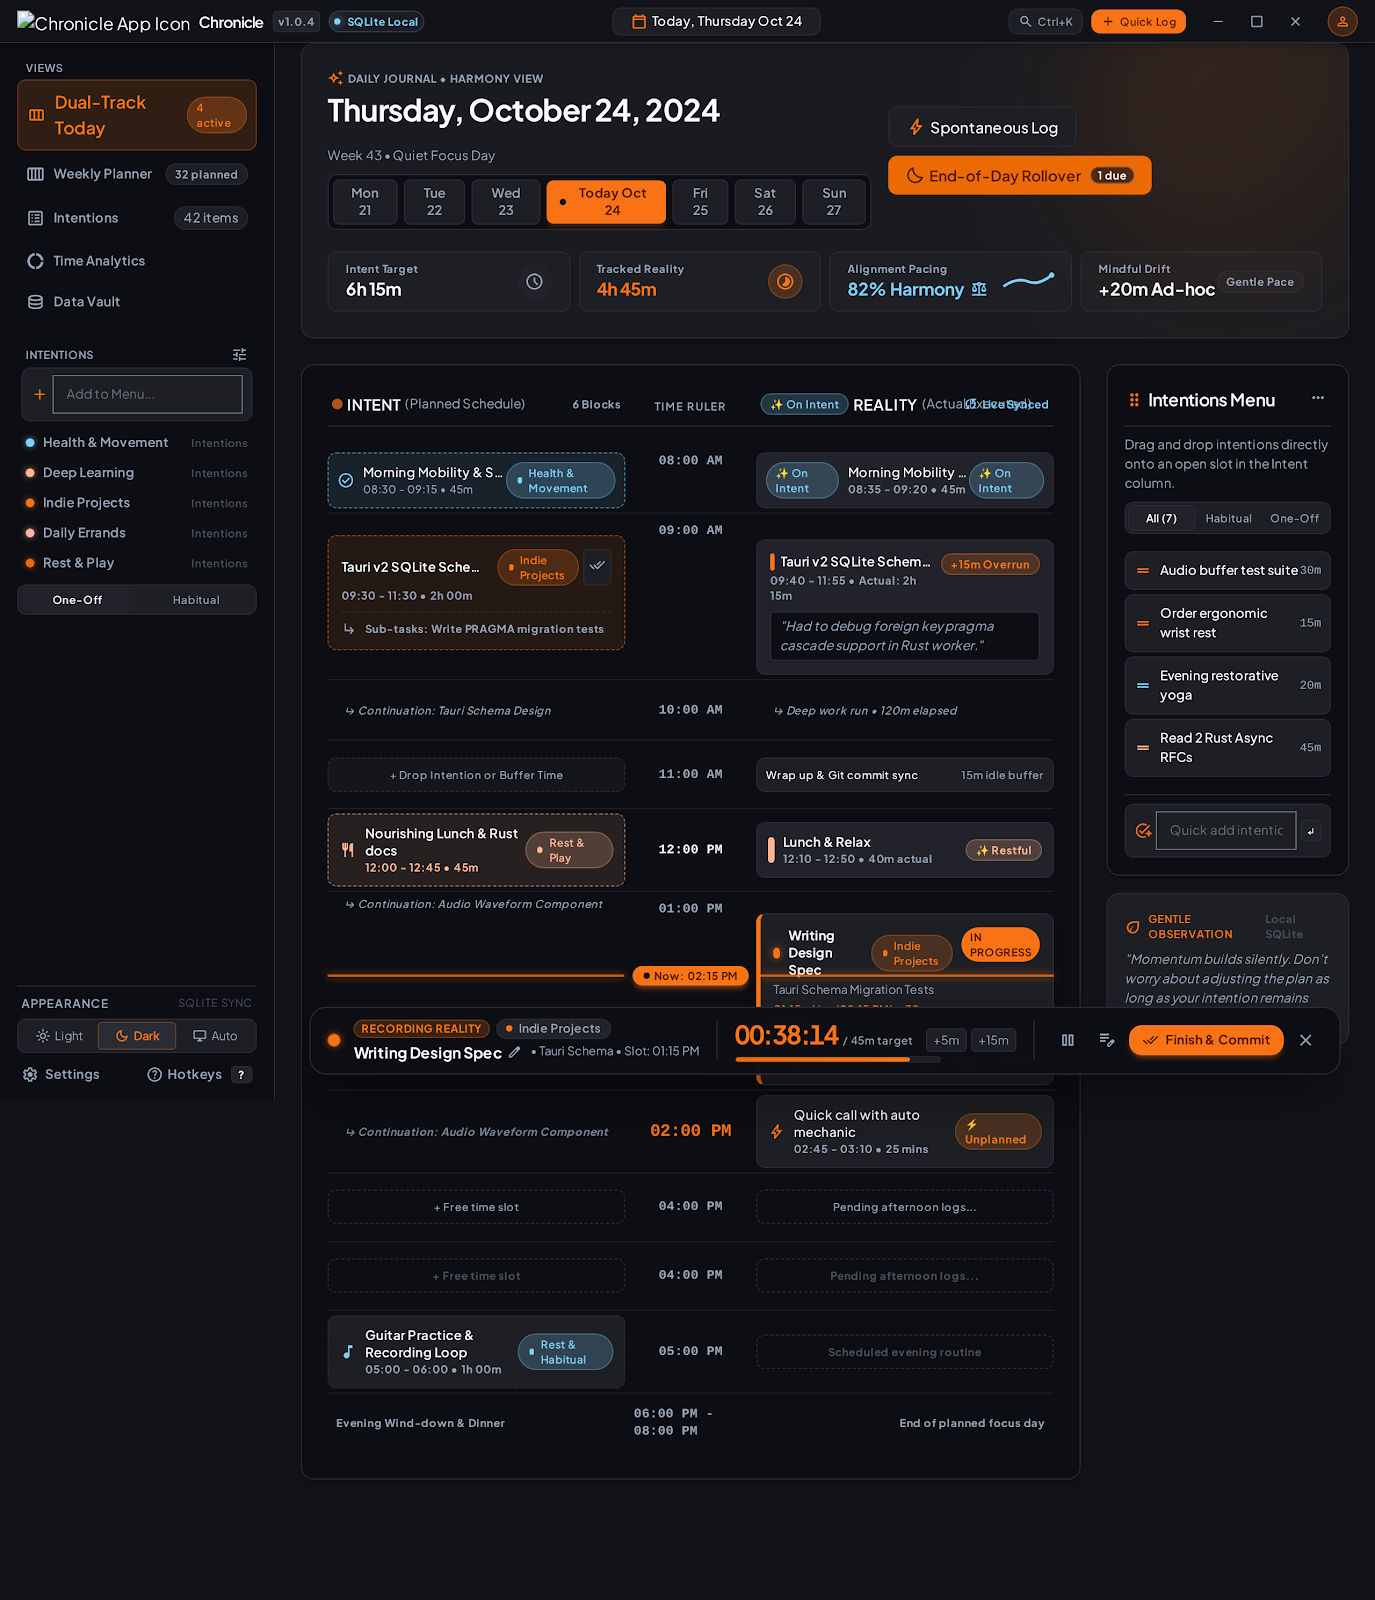 Chronicle App Icon Chronicle v1.0.4 SQLite Local Today, Thursday Oct 24 Ctrl+K Quick Log
VIEWS
Dual-Track Today 4 active
Weekly Planner 32 planned
Intentions 42 items
Time Analytics
Data Vault
INTENTIONS
Add to Menu...
Health & Movement Intentions
Deep Learning Intentions
Indie Projects Intentions
Daily Errands Intentions
Rest & Play Intentions
One-Off Habitual
APPEARANCE SQLITE SYNC
Light Dark Auto
Settings Hotkeys ?
DAILY JOURNAL • HARMONY VIEW
Thursday, October 24, 2024
Week 43 • Quiet Focus Day
Mon 21 Tue 22 Wed 23 Today Oct 24 Fri 25 Sat 26 Sun 27
Spontaneous Log
End-of-Day Rollover 1 due
Intent Target
6h 15m
Tracked Reality
4h 45m
Alignment Pacing
82% Harmony
Mindful Drift
+20m Ad-hoc Gentle Pace
INTENT (Planned Schedule) 6 Blocks TIME RULER ✨ On Intent REALITY (Actual Executed) Live Synced
Morning Mobility & S... Health & Movement
08:30 - 09:15 • 45m
08:00 AM
✨ On Intent Morning Mobility ... ✨ On Intent
08:35 - 09:20 • 45m
09:00 AM
Tauri v2 SQLite Sche... Indie Projects
09:30 - 11:30 • 2h 00m
↳ Sub-tasks: Write PRAGMA migration tests
Tauri v2 SQLite Schem... +15m Overrun
09:40 - 11:55 • Actual: 2h
15m
"Had to debug foreign key pragma
cascade support in Rust worker."
↳ Continuation: Tauri Schema Design 10:00 AM ↳ Deep work run • 120m elapsed
+ Drop Intention or Buffer Time 11:00 AM Wrap up & Git commit sync 15m idle buffer
Nourishing Lunch & Rust
docs Rest & Play
12:00 - 12:45 • 45m
12:00 PM
Lunch & Relax ✨ Restful
12:10 - 12:50 • 40m actual
↳ Continuation: Audio Waveform Component 01:00 PM
Writing
Design
Spec Indie Projects IN PROGRESS
Now: 02:15 PM
Tauri Schema Migration Tests
RECORDING REALITY Indie Projects
Writing Design Spec • Tauri Schema • Slot: 01:15 PM
00:38:14 / 45m target +5m +15m
Finish & Commit
↳ Continuation: Audio Waveform Component 02:00 PM
Quick call with auto
mechanic ⚡ Unplanned
02:45 - 03:10 • 25 mins
+ Free time slot 04:00 PM Pending afternoon logs...
+ Free time slot 04:00 PM Pending afternoon logs...
Guitar Practice &
Recording Loop Rest & Habitual
05:00 - 06:00 • 1h 00m
05:00 PM Scheduled evening routine
Evening Wind-down & Dinner 06:00 PM - 08:00 PM End of planned focus day
Intentions Menu ...
Drag and drop intentions directly
onto an open slot in the Intent
column.
All (7) Habitual One-Off
Audio buffer test suite 30m
Order ergonomic
wrist rest 15m
Evening restorative
yoga 20m
Read 2 Rust Async
RFCs 45m
Quick add intentic ↲
GENTLE
OBSERVATION Local SQLite
"Momentum builds silently. Don't
worry about adjusting the plan as
long as your intention remains